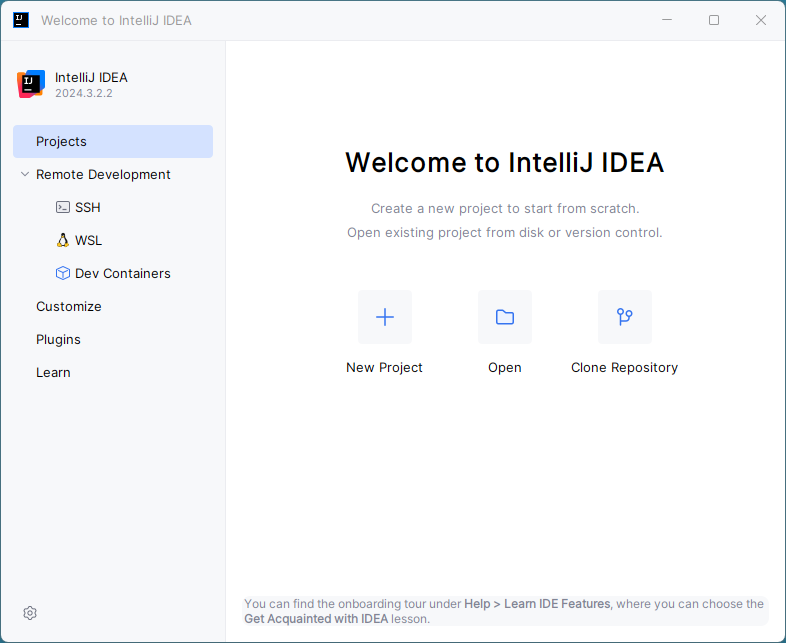 Welcome to IntelliJ IDEA
IntelliJ IDEA
2024.3.2.2
Projects
Remote Development
SSH
WSL
Dev Containers
Customize
Plugins
Learn
Welcome to IntelliJ IDEA
Create a new project to start from scratch.
Open existing project from disk or version control.
New Project
Open
Clone Repository
You can find the onboarding tour under Help > Learn IDE Features, where you can choose the
Get Acquainted with IDEA lesson.